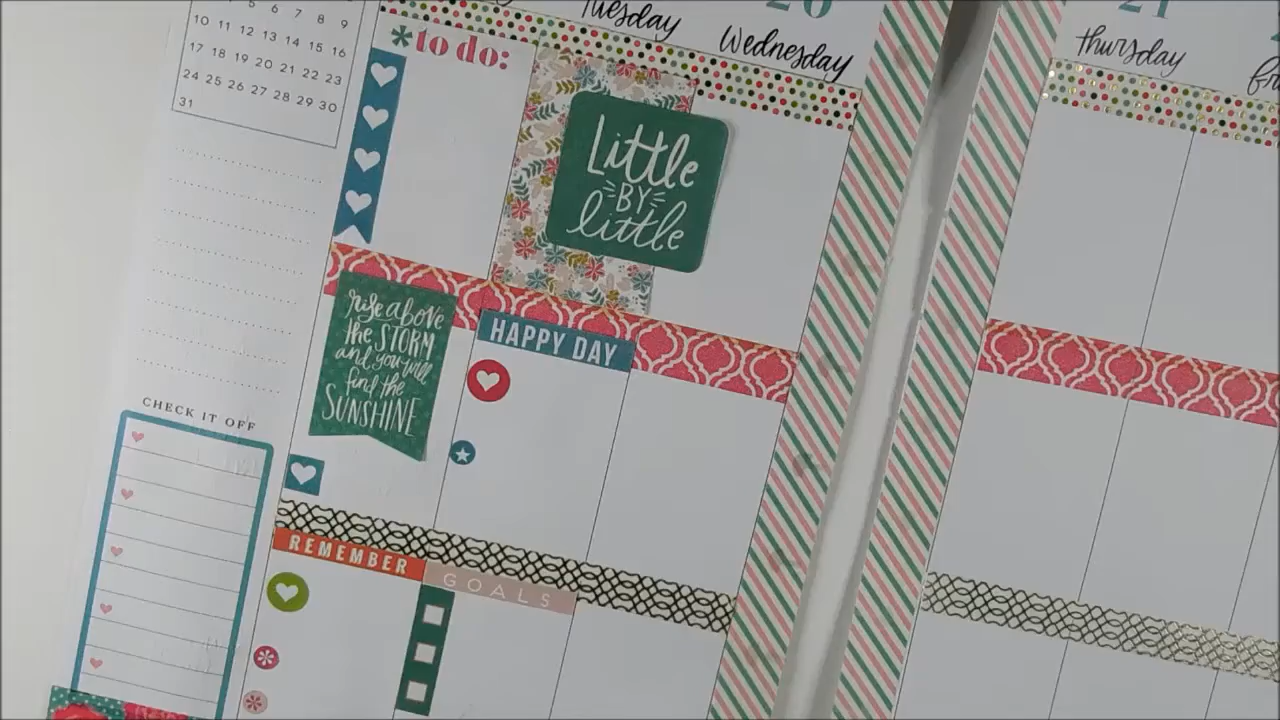 5 6 7 8 9
10 11 12 13 14 15 16
17 18 19 20 21 22 23
24 25 26 27 28 29 30
31
Tuesday
20
Wednesday
21
thursday
*to do:
Little
BY
little
rise above
the STORM
and you will
find the
SUNSHINE
HAPPY DAY
CHECK IT OFF
REMEMBER
GOALS